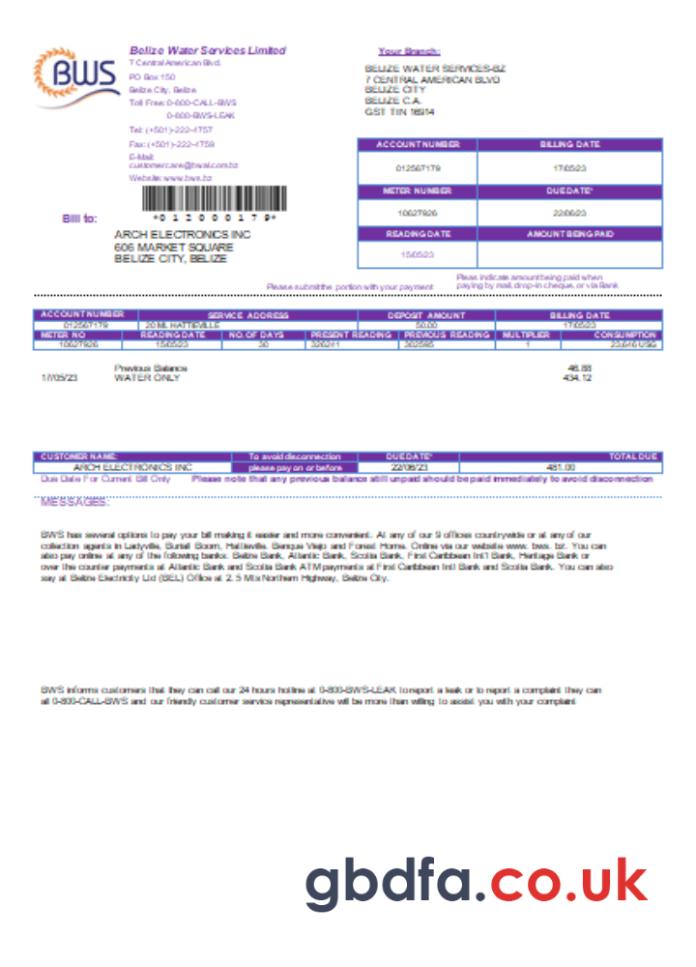 BWS
Belize Water Services Limited
7 Central American Blvd.
PO Box 150
Belize City, Belize
Toll Free: 0-800-CALL-BWS
0-800-BWS-LEAK
Tel: (+501)-222-4757
Fax: (+501)-222-4759
E-Mail:
customercare@bwsl.com.bz
Website: www.bws.bz
Your Branch:
BELIZE WATER SERVICES-BZ
7 CENTRAL AMERICAN BLVD
BELIZE CITY
BELIZE C.A.
GST TIN 16914
ACCOUNT NUMBER BILLING DATE
012567179 17/05/23
METER NUMBER DUE DATE*
10627926 22/06/23
READING DATE AMOUNT BEING PAID
15/05/23
*012000179*
Bill to:
ARCH ELECTRONICS INC
606 MARKET SQUARE
BELIZE CITY, BELIZE
Please submit the portion with your payment
Pleas indicate amount being paid when
paying by mail, drop-in cheque, or via Bank
ACCOUNT NUMBER SERVICE ADDRESS DEPOSIT AMOUNT BILLING DATE
012567179 20 MI. HATTIEVILLE 50.00 17/05/23
METER NO READING DATE NO. OF DAYS PRESENT READING PREVIOUS READING MULTIPLIER CONSUMPTION
10627926 15/05/23 30 326241 302595 1 23,646 USG
Previous Balance 46.88
17/05/23 WATER ONLY 434.12
CUSTOMER NAME: To avoid disconnection DUE DATE* TOTAL DUE
ARCH ELECTRONICS INC please pay on or before 22/06/23 481.00
Due Date For Current Bill Only Please note that any previous balance still unpaid should be paid immediately to avoid disconnection
MESSAGES:
BWS has several options to pay your bill making it easier and more convenient. At any of our 9 offices countrywide or at any of our
collection agents in Ladyville, Burrall Boom, Hattieville. Benque Viejo and Forest Home. Online via our website www. bws. bz. You can
also pay online at any of the following banks. Belize Bank, Atlantic Bank, Scotia Bank, First Caribbean Int'l Bank, Heritage Bank or
over the counter payments at Atlantic Bank and Scotia Bank ATM payments at First Caribbean Intl Bank and Scotia Bank. You can also
say at Belize Electricity Ltd (BEL) Office at 2. 5 Mls Northern Highway, Belize City.
BWS informs customers that they can call our 24 hours hotline at 0-800-BWS-LEAK to report a leak or to report a complaint they can
all 0-800-CALL-BWS and our friendly customer service representative will be more than willing to assist you with your complaint
gbdfa.co.uk